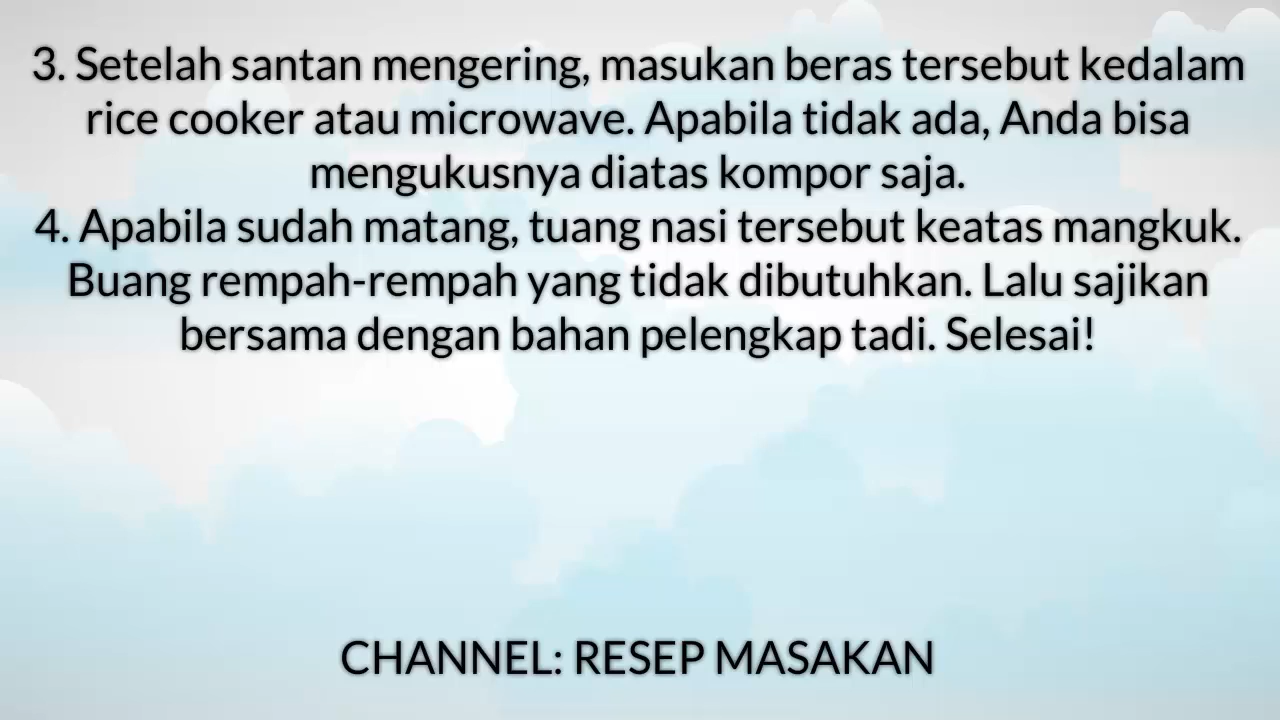 3. Setelah santan mengering, masukan beras tersebut kedalam
rice cooker atau microwave. Apabila tidak ada, Anda bisa
mengukusnya diatas kompor saja.
4. Apabila sudah matang, tuang nasi tersebut keatas mangkuk.
Buang rempah-rempah yang tidak dibutuhkan. Lalu sajikan
bersama dengan bahan pelengkap tadi. Selesai!
CHANNEL: RESEP MASAKAN